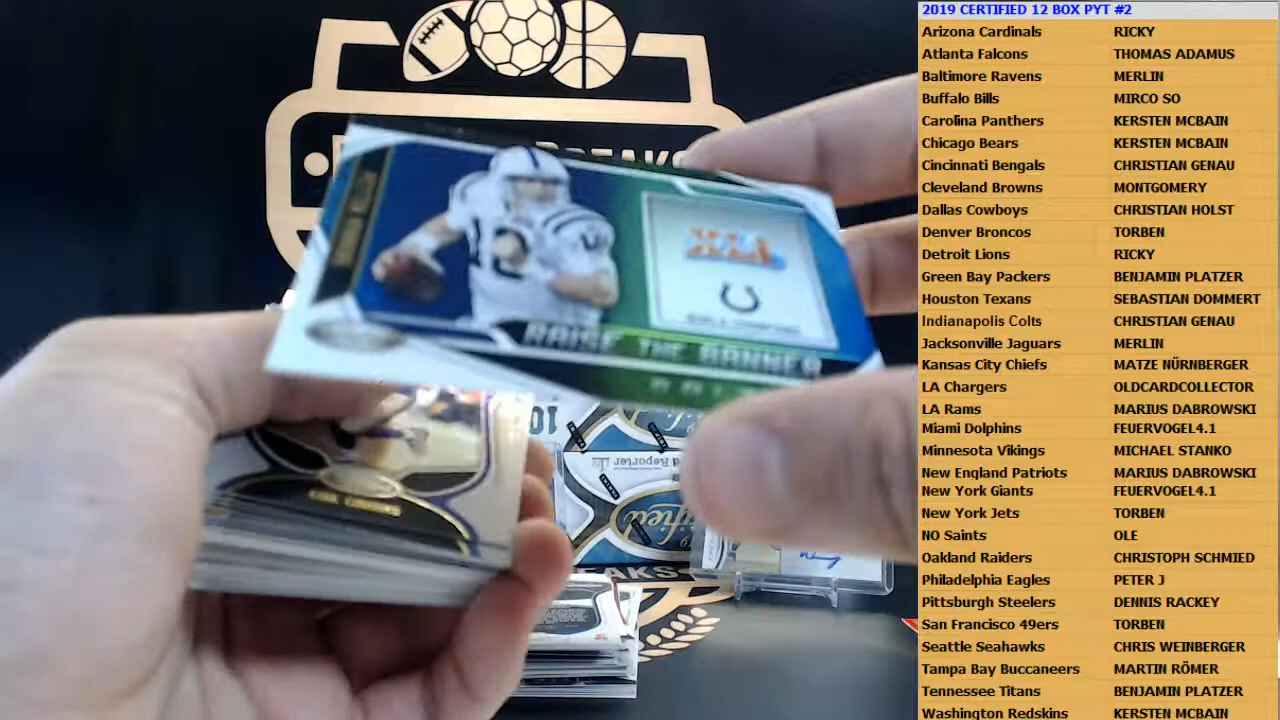 2019 CERTIFIED 12 BOX PYT #2
Arizona Cardinals RICKY
Atlanta Falcons THOMAS ADAMUS
Baltimore Ravens MERLIN
Buffalo Bills MIRCO SO
Carolina Panthers KERSTEN MCBAIN
Chicago Bears KERSTEN MCBAIN
Cincinnati Bengals CHRISTIAN GENAU
Cleveland Browns MONTGOMERY
Dallas Cowboys CHRISTIAN HOLST
Denver Broncos TORBEN
Detroit Lions RICKY
Green Bay Packers BENJAMIN PLATZER
Houston Texans SEBASTIAN DOMMERT
Indianapolis Colts CHRISTIAN GENAU
Jacksonville Jaguars MERLIN
Kansas City Chiefs MATZE NÜRNBERGER
LA Chargers OLDCARDCOLLECTOR
LA Rams MARIUS DABROWSKI
Miami Dolphins FEUERVOGEL4.1
Minnesota Vikings MICHAEL STANKO
New England Patriots MARIUS DABROWSKI
New York Giants FEUERVOGEL4.1
New York Jets TORBEN
NO Saints OLE
Oakland Raiders CHRISTOPH SCHMIED
Philadelphia Eagles PETER J
Pittsburgh Steelers DENNIS RACKEY
San Francisco 49ers TORBEN
Seattle Seahawks CHRIS WEINBERGER
Tampa Bay Buccaneers MARTIN RÖMER
Tennessee Titans BENJAMIN PLATZER
Washington Redskins KERSTEN MCBAIN
XLI
RAISE THE BANNER
KIRK COUSINS
Reporter